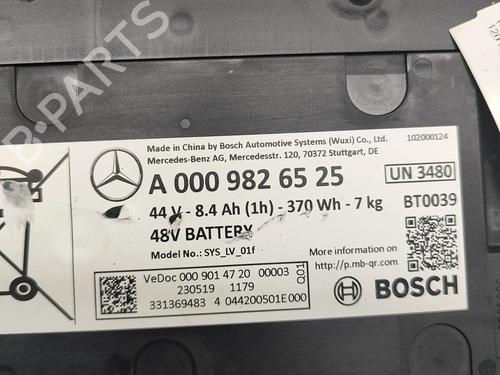 Made in China by Bosch Automotive Systems (Wuxi) Co., Ltd.
102000124
Mercedes-Benz AG, Mercedesstr. 120, 70372 Stuttgart, DE
A 000 982 65 25
UN 3480
44 V - 8.4 Ah (1h) - 370 Wh - 7 kg
BT0039
48V BATTERY
Model No.: SYS_LV_01f
More information on
http://p.mb-qr.com/
VeDoc 000 901 47 20 00003
Q01
230519 1179
331369483 4 044200501E000
BOSCH
B-Parts